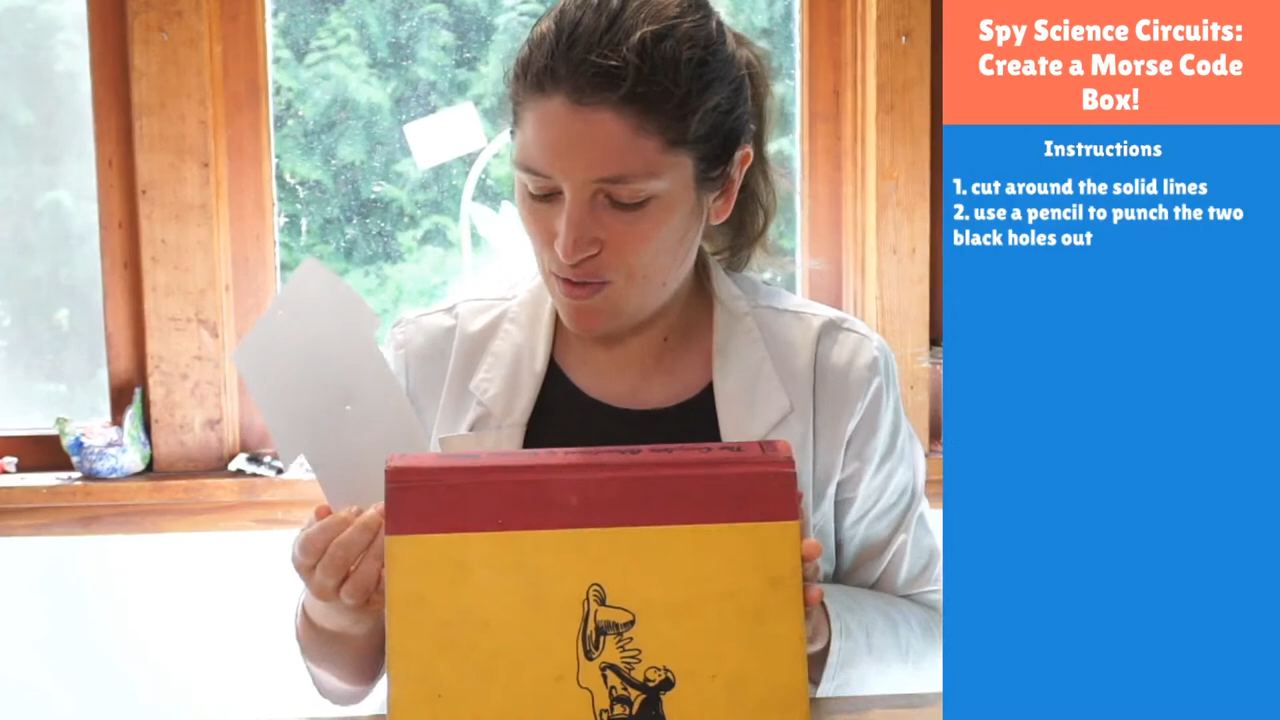 Spy Science Circuits:
Create a Morse Code
Box!
Instructions
1. cut around the solid lines
2. use a pencil to punch the two
black holes out